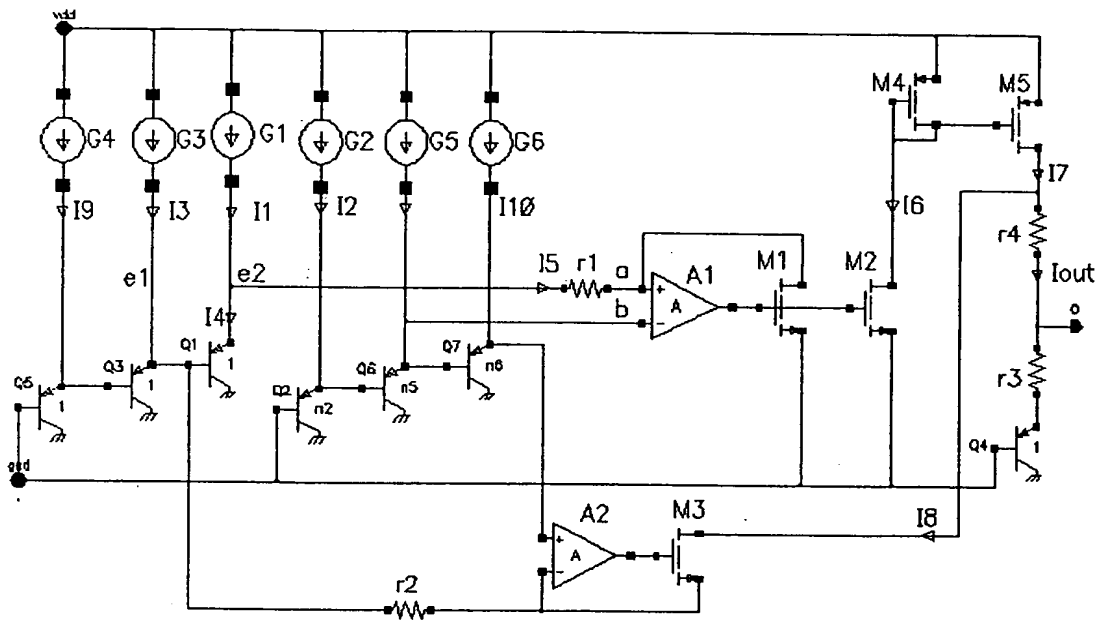 vdd
G4
G3
G1
G2
G5
G6
M4
M5
I9
I3
I1
I2
I10
I6
I7
r4
e1
e2
I5
r1
a
A1
M1
M2
Iout
A
b
o
I4
Q1
Q7
Q3
1
Q6
n6
r3
Q5
1
n5
1
Q2
n2
Q4
1
gnd
A2
M3
I8
A
r2